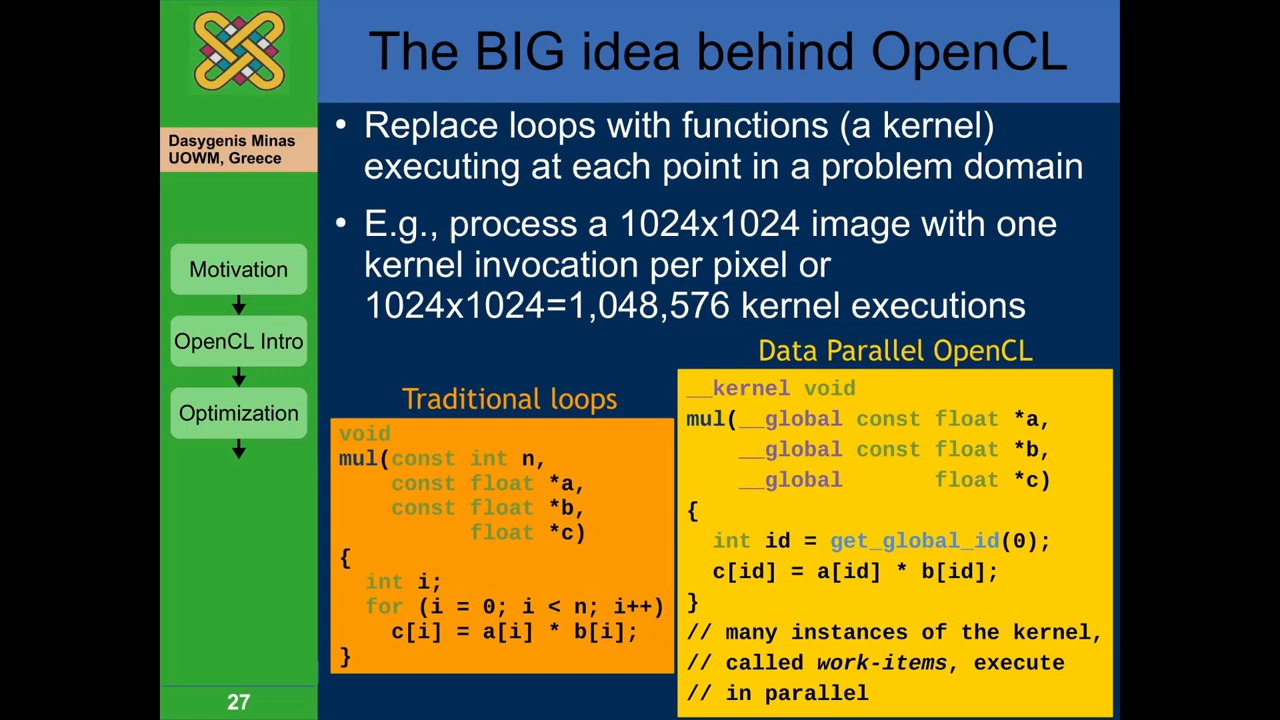 The BIG idea behind OpenCL
Dasygenis Minas
UOWM, Greece
Motivation
OpenCL Intro
Optimization
27
• Replace loops with functions (a kernel)
executing at each point in a problem domain
• E.g., process a 1024x1024 image with one
kernel invocation per pixel or
1024x1024=1,048,576 kernel executions
Traditional loops
void
mul(const int n,
    const float *a,
    const float *b,
          float *c)
{
  int i;
  for (i = 0; i < n; i++)
    c[i] = a[i] * b[i];
}
Data Parallel OpenCL
__kernel void
mul(__global const float *a,
    __global const float *b,
    __global       float *c)
{
  int id = get_global_id(0);
  c[id] = a[id] * b[id];
}
// many instances of the kernel,
// called work-items, execute
// in parallel